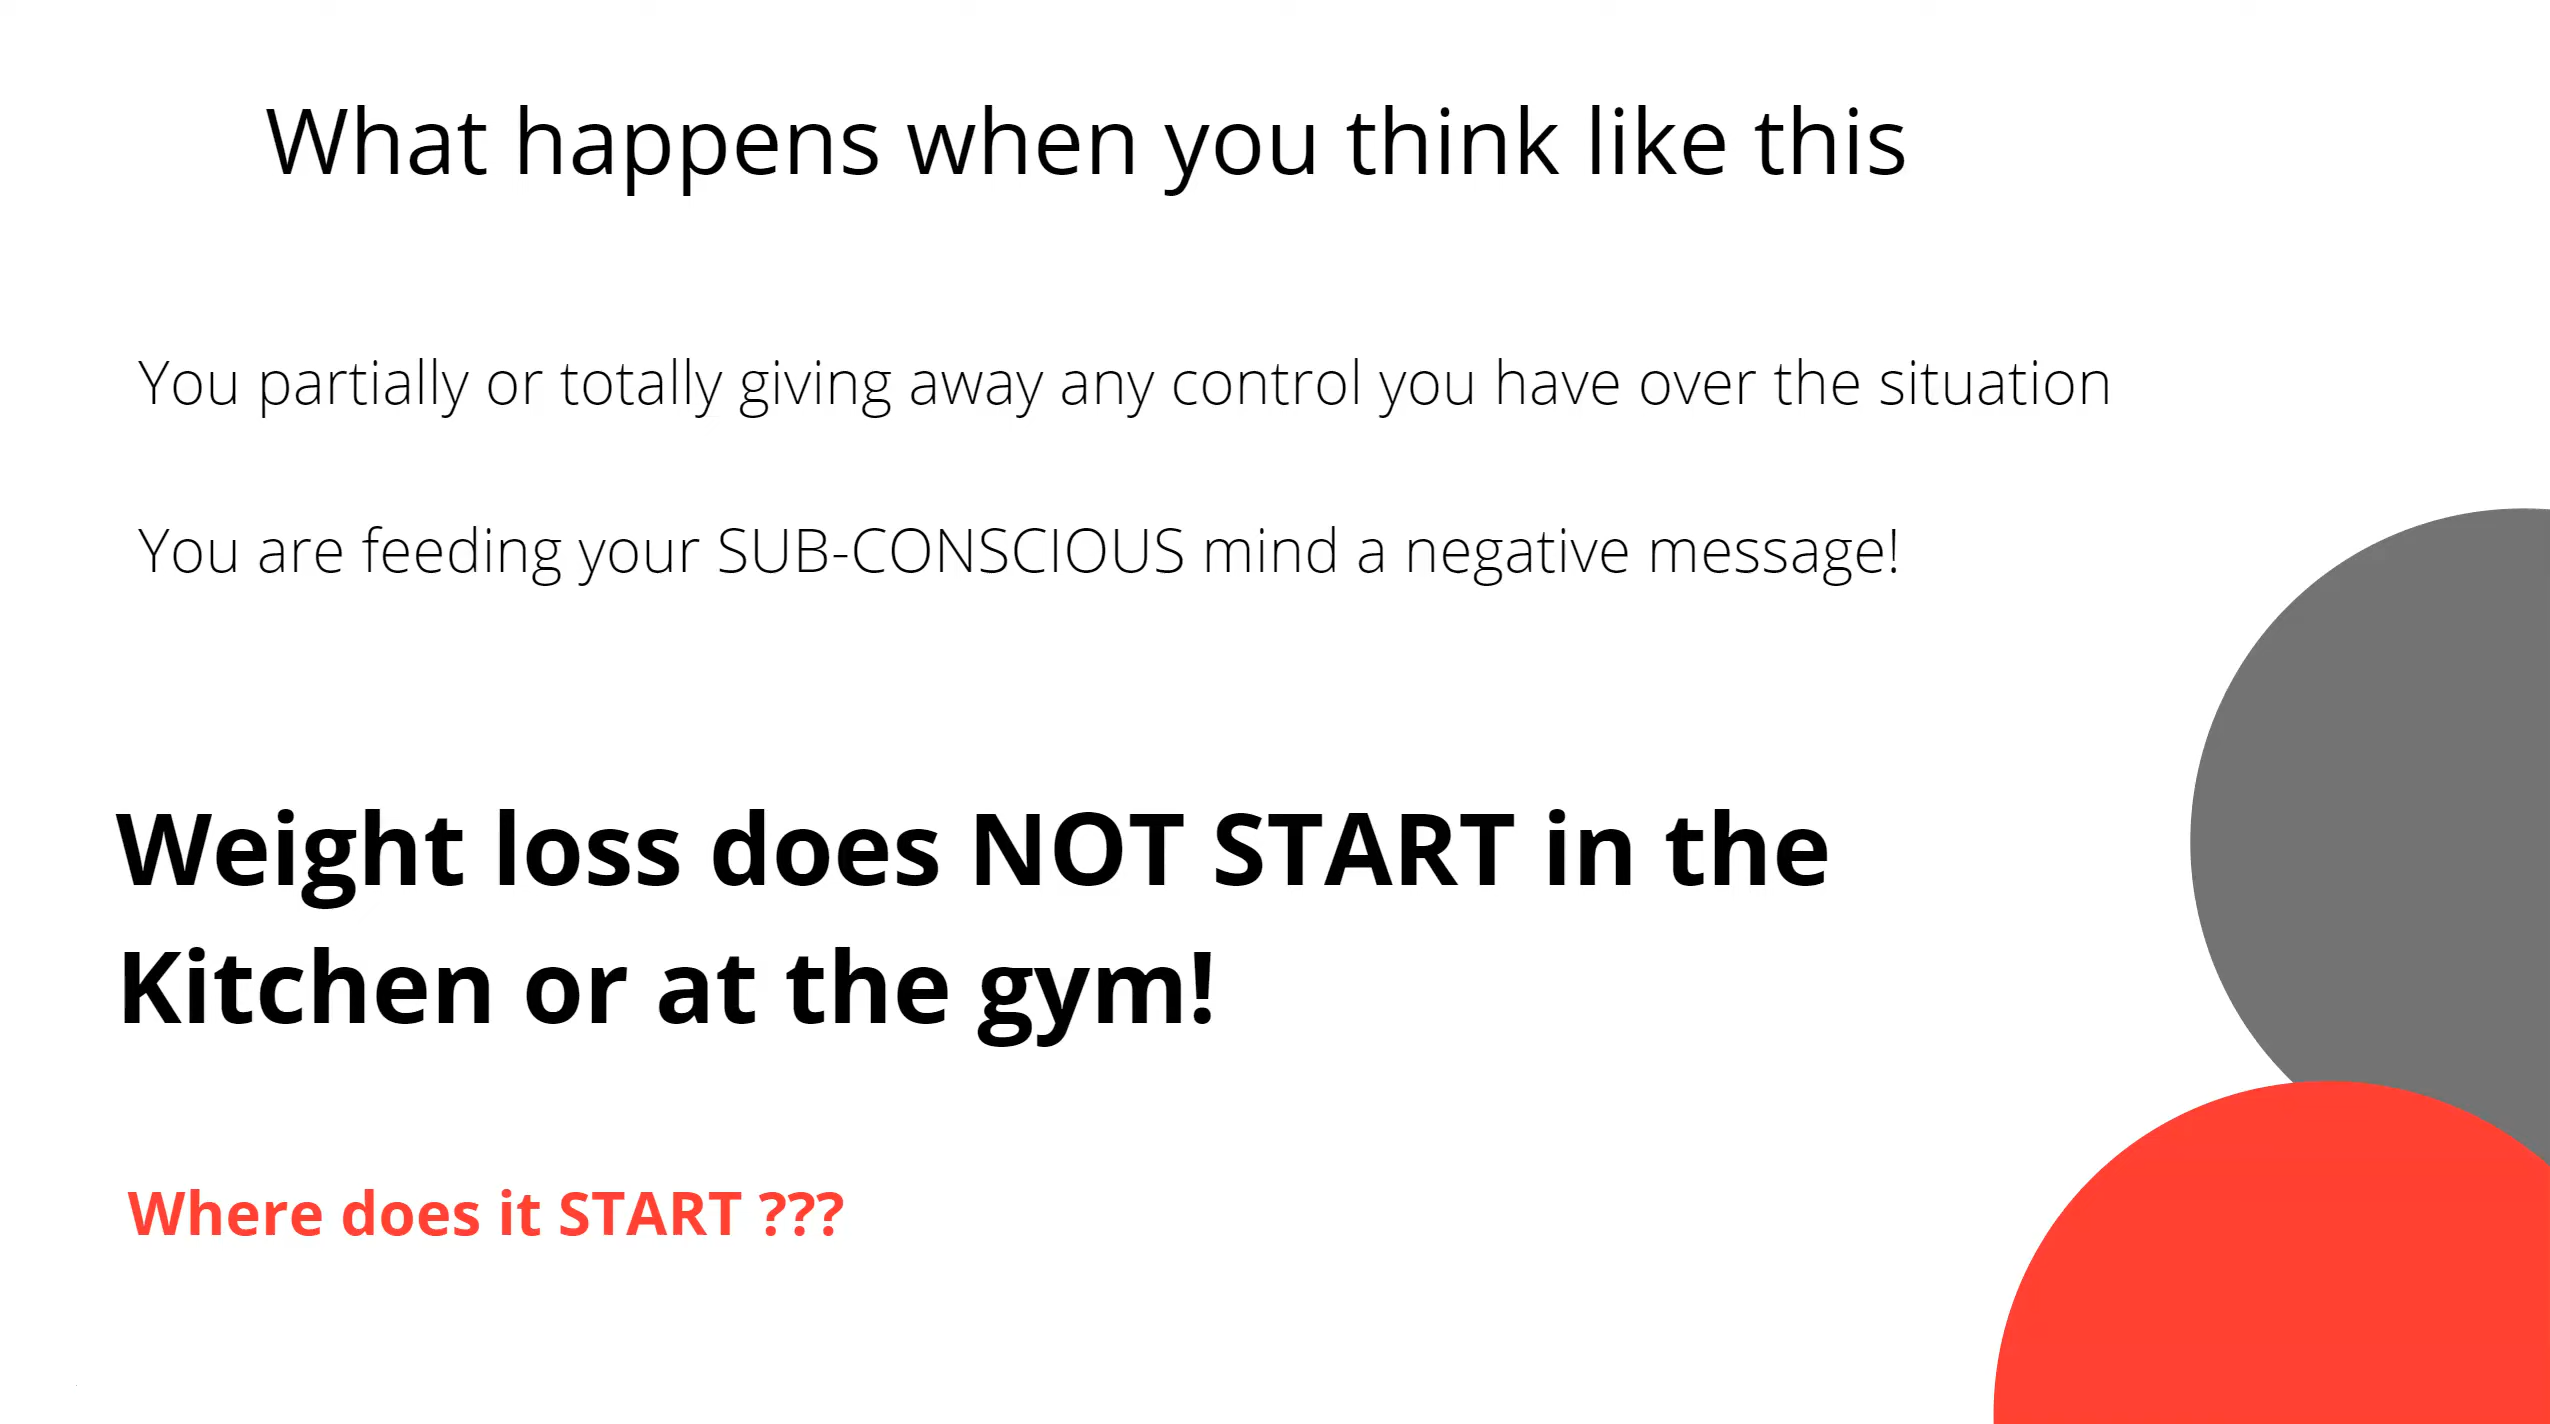 What happens when you think like this
You partially or totally giving away any control you have over the situation
You are feeding your SUB-CONSCIOUS mind a negative message!
Weight loss does NOT START in the
Kitchen or at the gym!
Where does it START ???